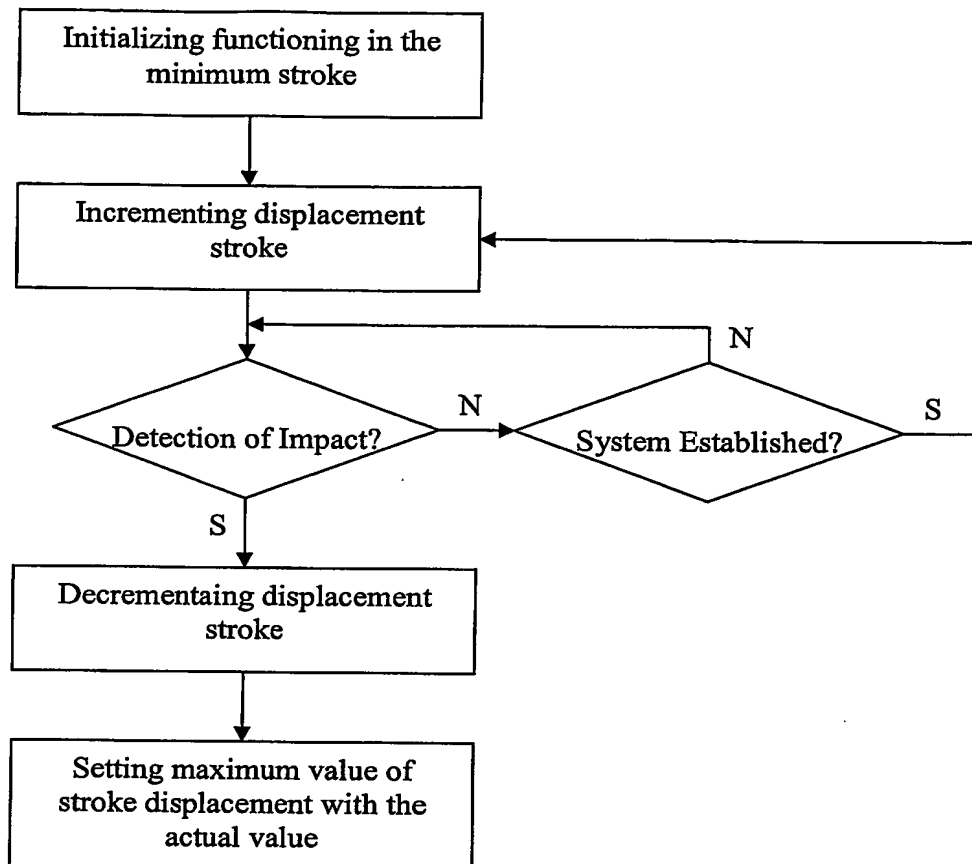 Initializing functioning in the
minimum stroke
Incrementing displacement
stroke
N
Detection of Impact?
N
System Established?
S
S
Decrementaing displacement
stroke
Setting maximum value of
stroke displacement with the
actual value